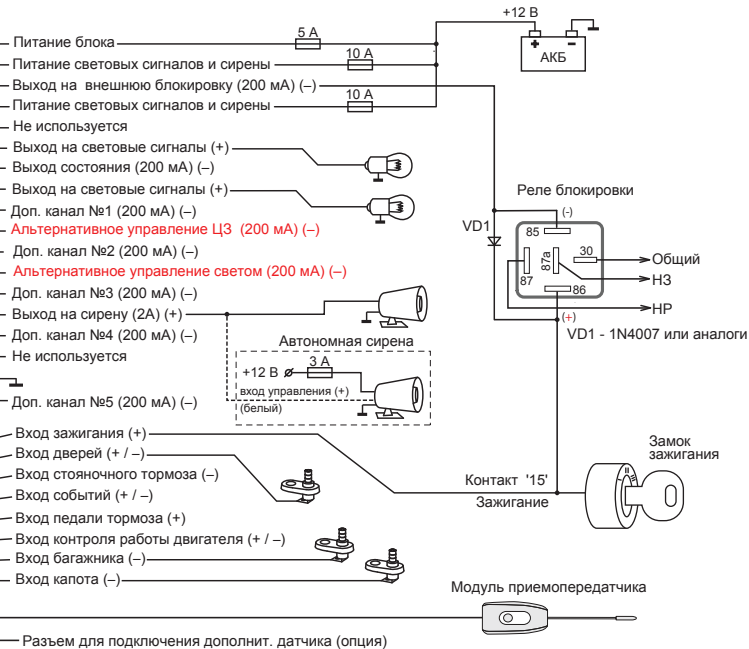 +12 В
5 А
Питание блока
10 А
Питание световых сигналов и сирены
+ –
АКБ
Выход на внешнюю блокировку (200 мА) (–)
10 А
Питание световых сигналов и сирены
Не используется
Выход на световые сигналы (+)
Выход состояния (200 мА) (–)
Выход на световые сигналы (+)
Доп. канал №1 (200 мА) (–)
Альтернативное управление ЦЗ (200 мА) (–)
Доп. канал №2 (200 мА) (–)
Альтернативное управление светом (200 мА) (–)
Доп. канал №3 (200 мА) (–)
Выход на сирену (2А) (+)
Доп. канал №4 (200 мА) (–)
Не используется
Доп. канал №5 (200 мА) (–)
Реле блокировки
(-)
VD1
85
30
87а
87
86
Общий
НЗ
НР
(+)
VD1 - 1N4007 или аналоги
Автономная сирена
+12 В
3 А
вход управления (+)
(белый)
Вход зажигания (+)
Вход дверей (+ / –)
Вход стояночного тормоза (–)
Вход событий (+ / –)
Вход педали тормоза (+)
Вход контроля работы двигателя (+ / –)
Вход багажника (–)
Вход капота (–)
Контакт '15'
Зажигание
Замок
зажигания
I
II
III
Модуль приемопередатчика
Разъем для подключения дополнит. датчика (опция)